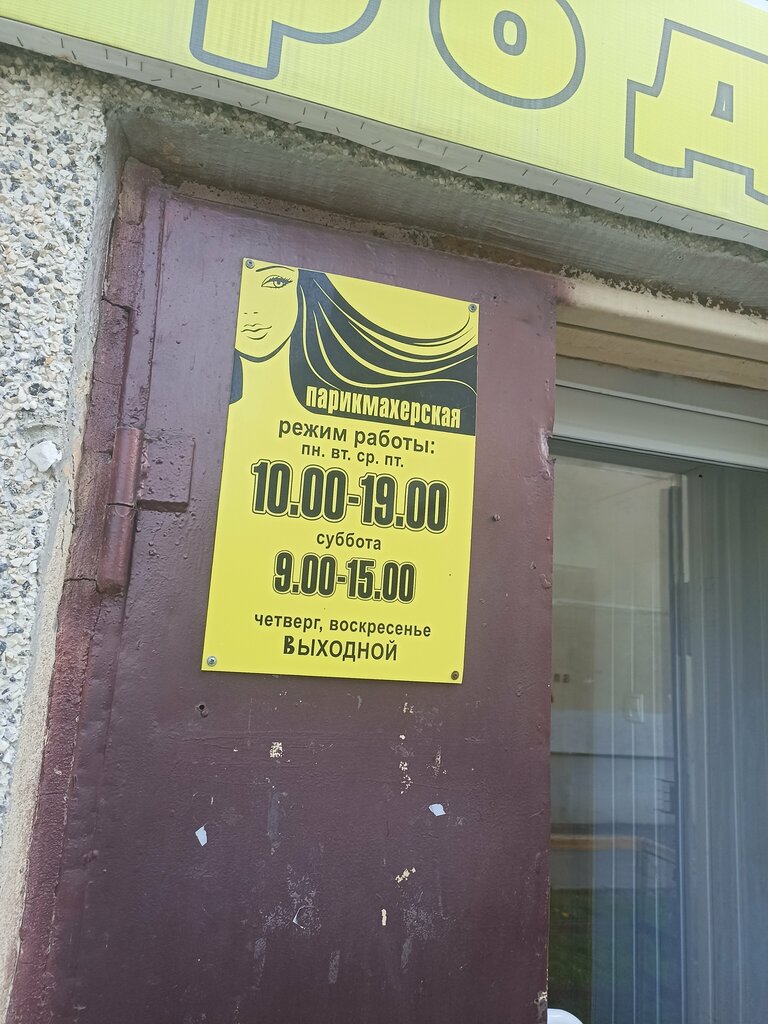 РОД
парикмахерская
режим работы:
пн. вт. ср. пт.
10.00-19.00
суббота
9.00-15.00
четверг, воскресенье
ВЫХОДНОЙ